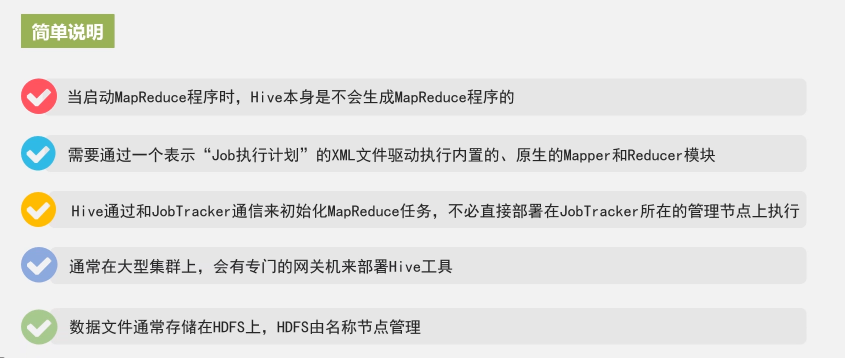 简单说明
当启动MapReduce程序时，Hive本身是不会生成MapReduce程序的
需要通过一个表示“Job执行计划”的XML文件驱动执行内置的、原生的Mapper和Reducer模块
Hive通过和JobTracker通信来初始化MapReduce任务，不必直接部署在JobTracker所在的管理节点上执行
通常在大型集群上，会有专门的网关机来部署Hive工具
数据文件通常存储在HDFS上，HDFS由名称节点管理